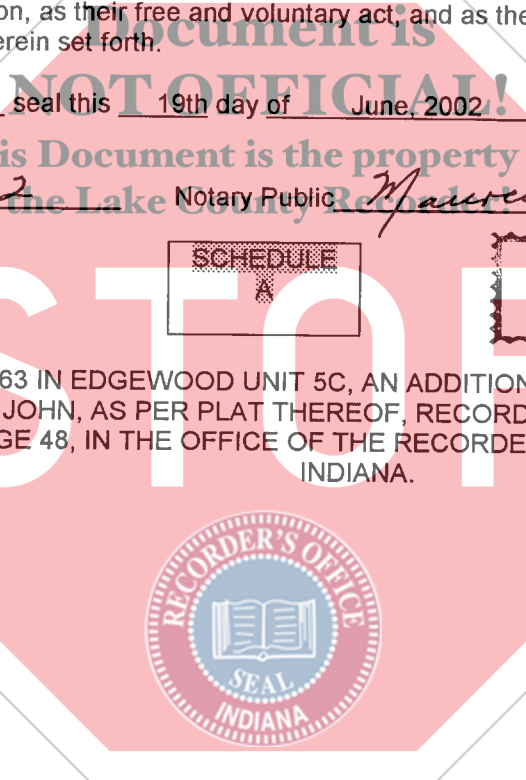 on, as their free and voluntary act, and as the
erein set forth.
Document is
NOT OFFICIAL!
seal this 19th day of June, 2002
is Document is the property
the Lake County Recorder!
2 Notary Public
SCHEDULE
A
STOP
63 IN EDGEWOOD UNIT 5C, AN ADDITION
JOHN, AS PER PLAT THEREOF, RECORD
GE 48, IN THE OFFICE OF THE RECORDE
INDIANA.
RECORDER'S OFFICE
SEAL
INDIANA